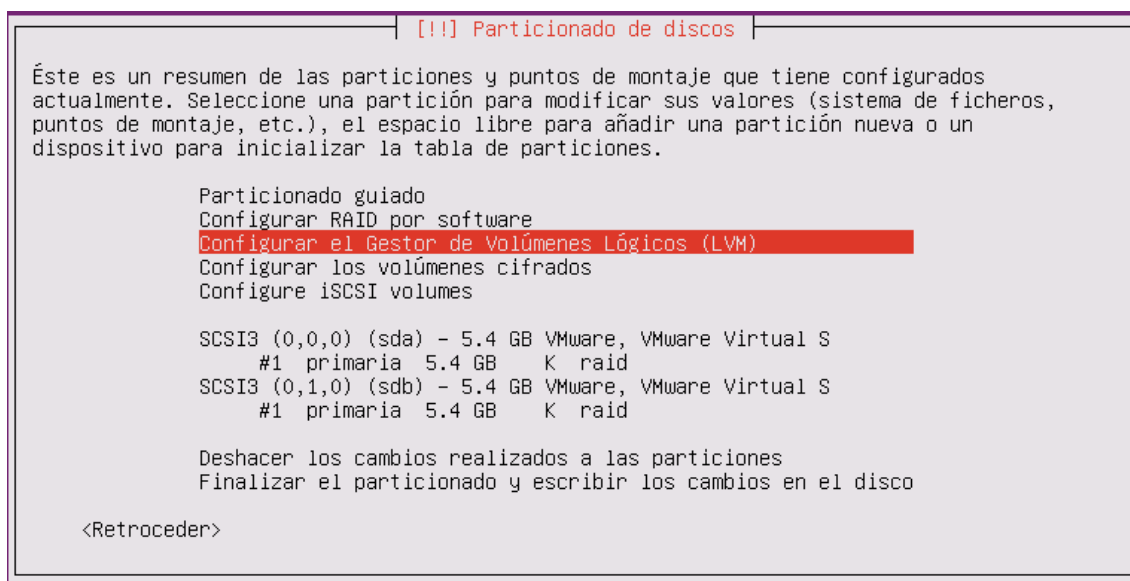 [!!] Particionado de discos
Éste es un resumen de las particiones y puntos de montaje que tiene configurados
actualmente. Seleccione una partición para modificar sus valores (sistema de ficheros,
puntos de montaje, etc.), el espacio libre para añadir una partición nueva o un
dispositivo para inicializar la tabla de particiones.
Particionado guiado
Configurar RAID por software
Configurar el Gestor de Volúmenes Lógicos (LVM)
Configurar los volúmenes cifrados
Configure iSCSI volumes
SCSI3 (0,0,0) (sda) – 5.4 GB VMware, VMware Virtual S
#1 primaria 5.4 GB K raid
SCSI3 (0,1,0) (sdb) – 5.4 GB VMware, VMware Virtual S
#1 primaria 5.4 GB K raid
Deshacer los cambios realizados a las particiones
Finalizar el particionado y escribir los cambios en el disco
<Retroceder>